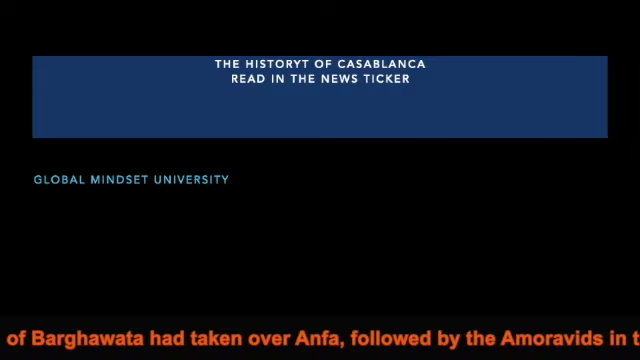 THE HISTORYT OF CASABLANCA
READ IN THE NEWS TICKER
GLOBAL MINDSET UNIVERSITY
of Barghawata had taken over Anfa, followed by the Amoravids in t